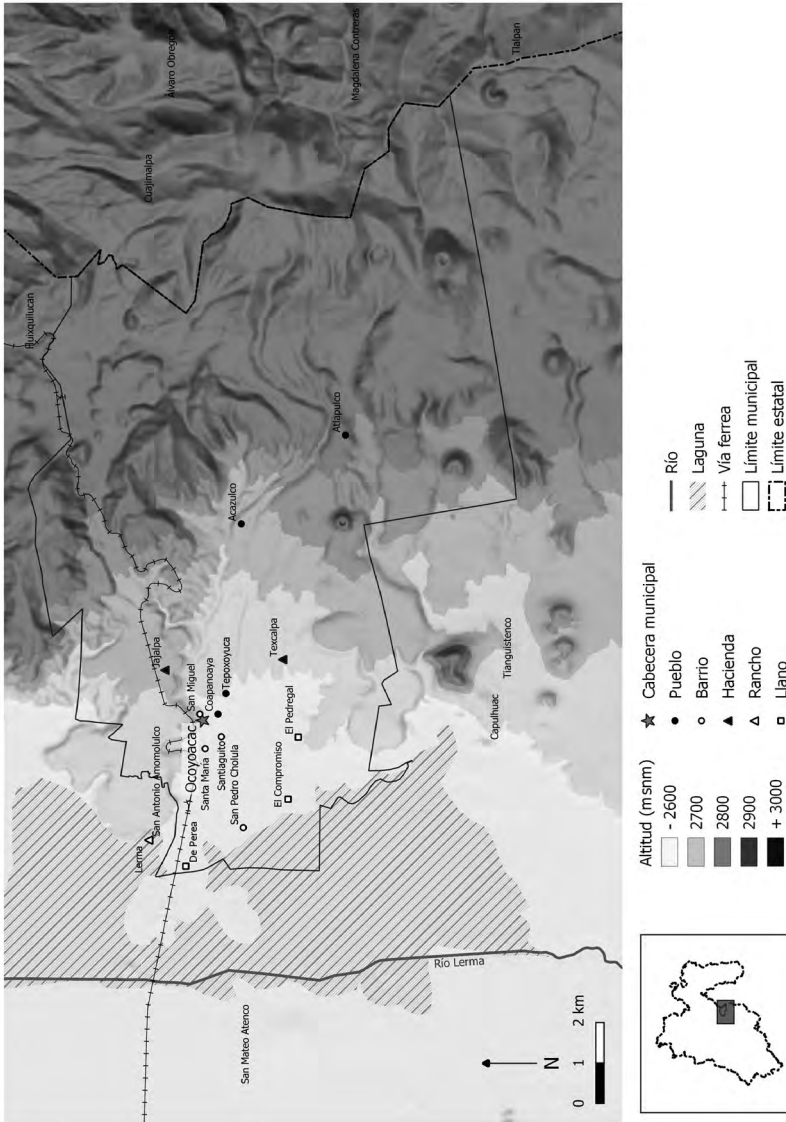 Álvaro Obregón
Magdalena Contreras
Tlalpan
Cuajimalpa
Huixquilucan
Atlapulco
Acazulco
Texcalpa
Jajalpa
San Miguel
Coapanoaya
Tepoxoyuca
Ocoyoacac
Santa María
Santiaguito
San Pedro Cholula
El Pedregal
El Compromiso
San Antonio Amomolulco
Lerma
De Perea
Capulhuac
Tianguistenco
Río Lerma
San Mateo Atenco
N
0 1 2 km
Altitud (msnm)
- 2600
2700
2800
2900
+ 3000
Cabecera municipal
Pueblo
Barrio
Hacienda
Rancho
Llano
Río
Laguna
Vía ferrea
Límite municipal
Límite estatal